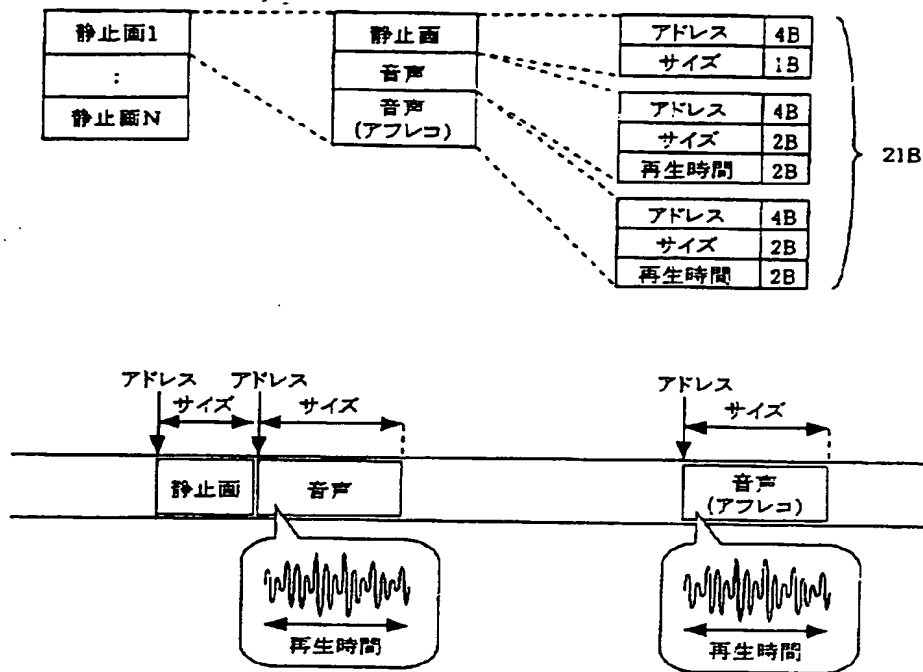 静止画1
:
静止画N
静止画
音声
音声
(アフレコ)
アドレス 4B
サイズ 1B
アドレス 4B
サイズ 2B
再生時間 2B
アドレス 4B
サイズ 2B
再生時間 2B
21B
アドレス アドレス アドレス
サイズ サイズ サイズ
静止画 音声 音声
(アフレコ)
再生時間 再生時間